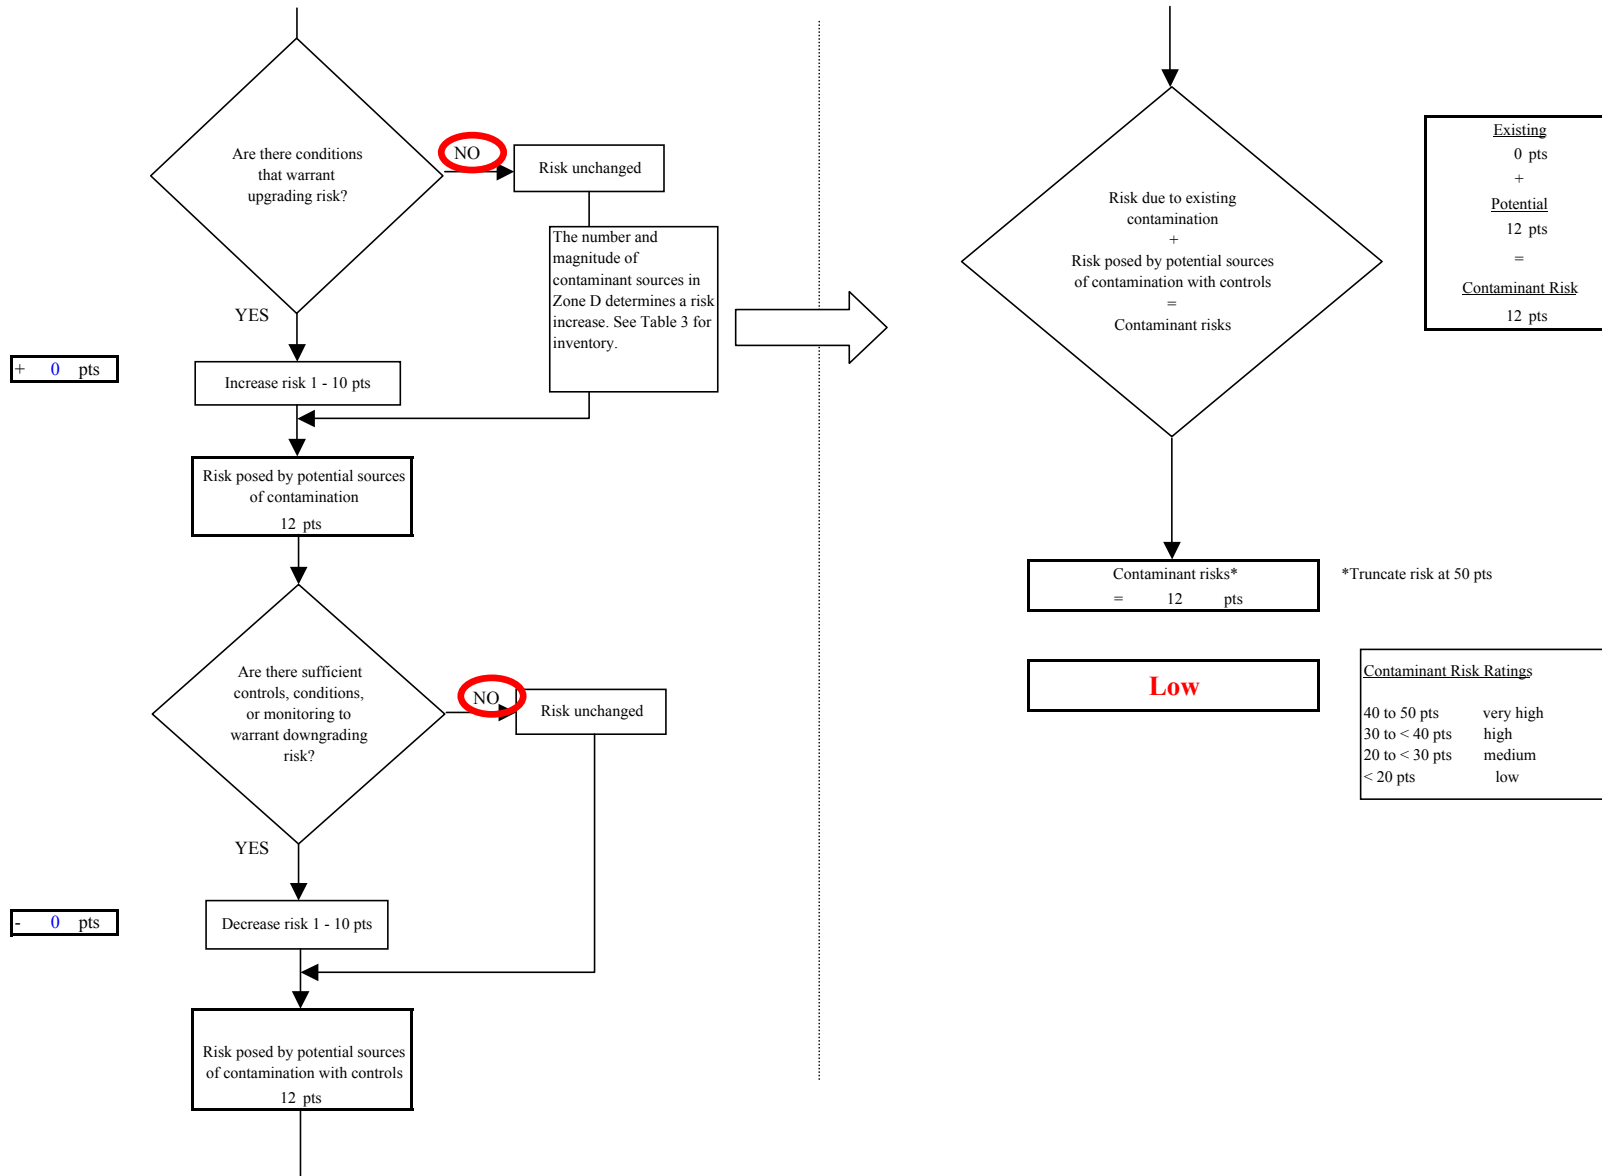 Are there conditions
that warrant
upgrading risk?
NO
Risk unchanged
The number and
magnitude of
contaminant sources in
Zone D determines a risk
increase. See Table 3 for
inventory.
YES
+ 0 pts
Increase risk 1 - 10 pts
Risk posed by potential sources
of contamination
12 pts
Are there sufficient
controls, conditions,
or monitoring to
warrant downgrading
risk?
NO
Risk unchanged
YES
- 0 pts
Decrease risk 1 - 10 pts
Risk posed by potential sources
of contamination with controls
12 pts
Risk due to existing
contamination
+
Risk posed by potential sources
of contamination with controls
=
Contaminant risks
Existing
0 pts
+
Potential
12 pts
=
Contaminant Risk
12 pts
Contaminant risks*
= 12 pts
*Truncate risk at 50 pts
Low
Contaminant Risk Ratings
40 to 50 pts very high
30 to < 40 pts high
20 to < 30 pts medium
< 20 pts low